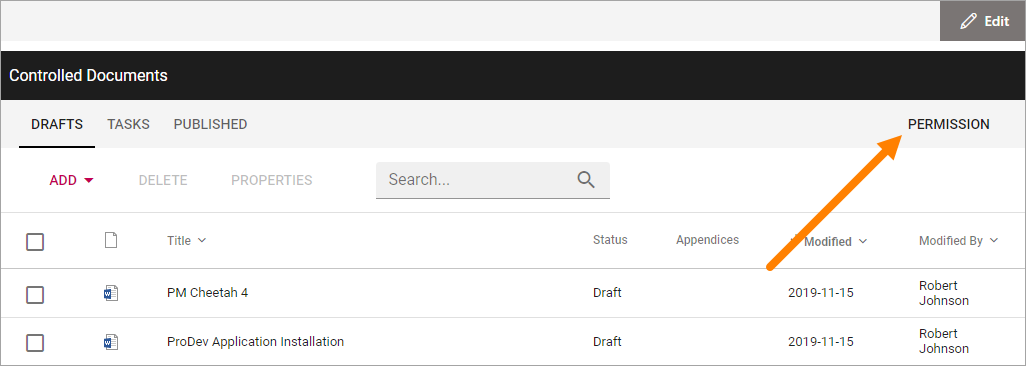 Edit
Controlled Documents
DRAFTS TASKS PUBLISHED PERMISSION
ADD DELETE PROPERTIES Search...
Title Status Appendices Modified Modified By
PM Cheetah 4 Draft 2019-11-15 Robert
Johnson
ProDev Application Installation Draft 2019-11-15 Robert
Johnson